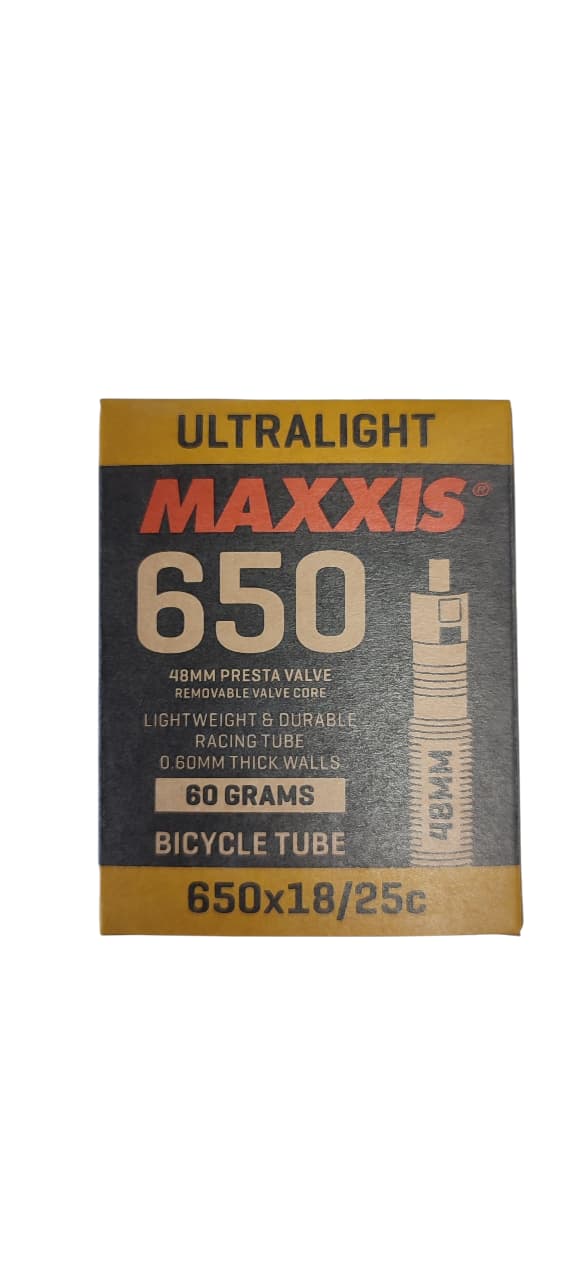 ULTRALIGHT
MAXXIS®
650
48MM PRESTA VALVE
REMOVABLE VALVE CORE
LIGHTWEIGHT & DURABLE
RACING TUBE
0.60MM THICK WALLS
60 GRAMS
BICYCLE TUBE
48MM
650x18/25c